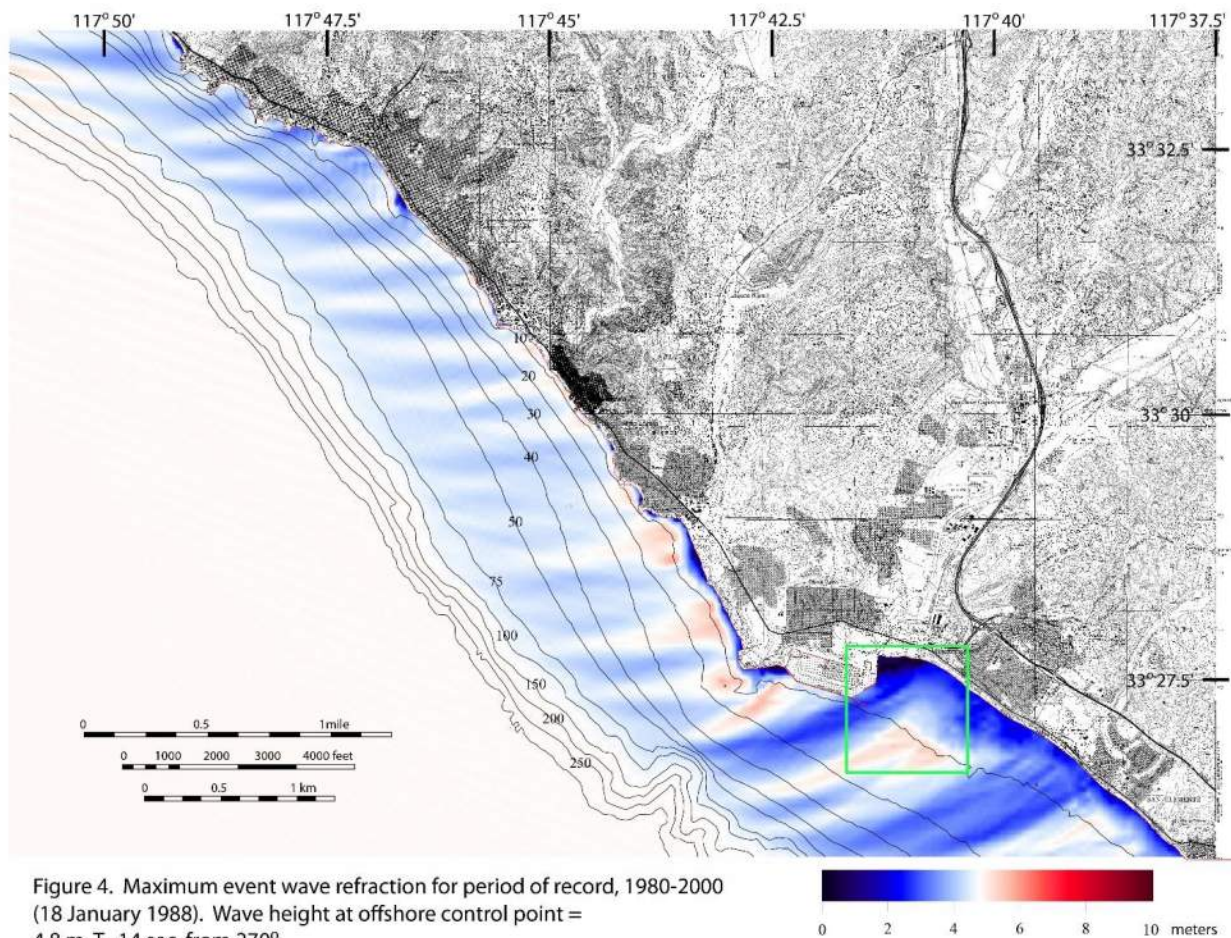 117° 50' 117° 47.5' 117° 45' 117° 42.5' 117° 40' 117° 37.5'
33° 32.5'
10
20
30
33° 30'
40
50
75
100
150
33° 27.5'
200
250
0 0.5 1mile
0 1000 2000 3000 4000 feet
0 0.5 1 km
SAN CLEMENTE
Figure 4. Maximum event wave refraction for period of record, 1980-2000
(18 January 1988). Wave height at offshore control point =
0 2 4 6 8 10 meters